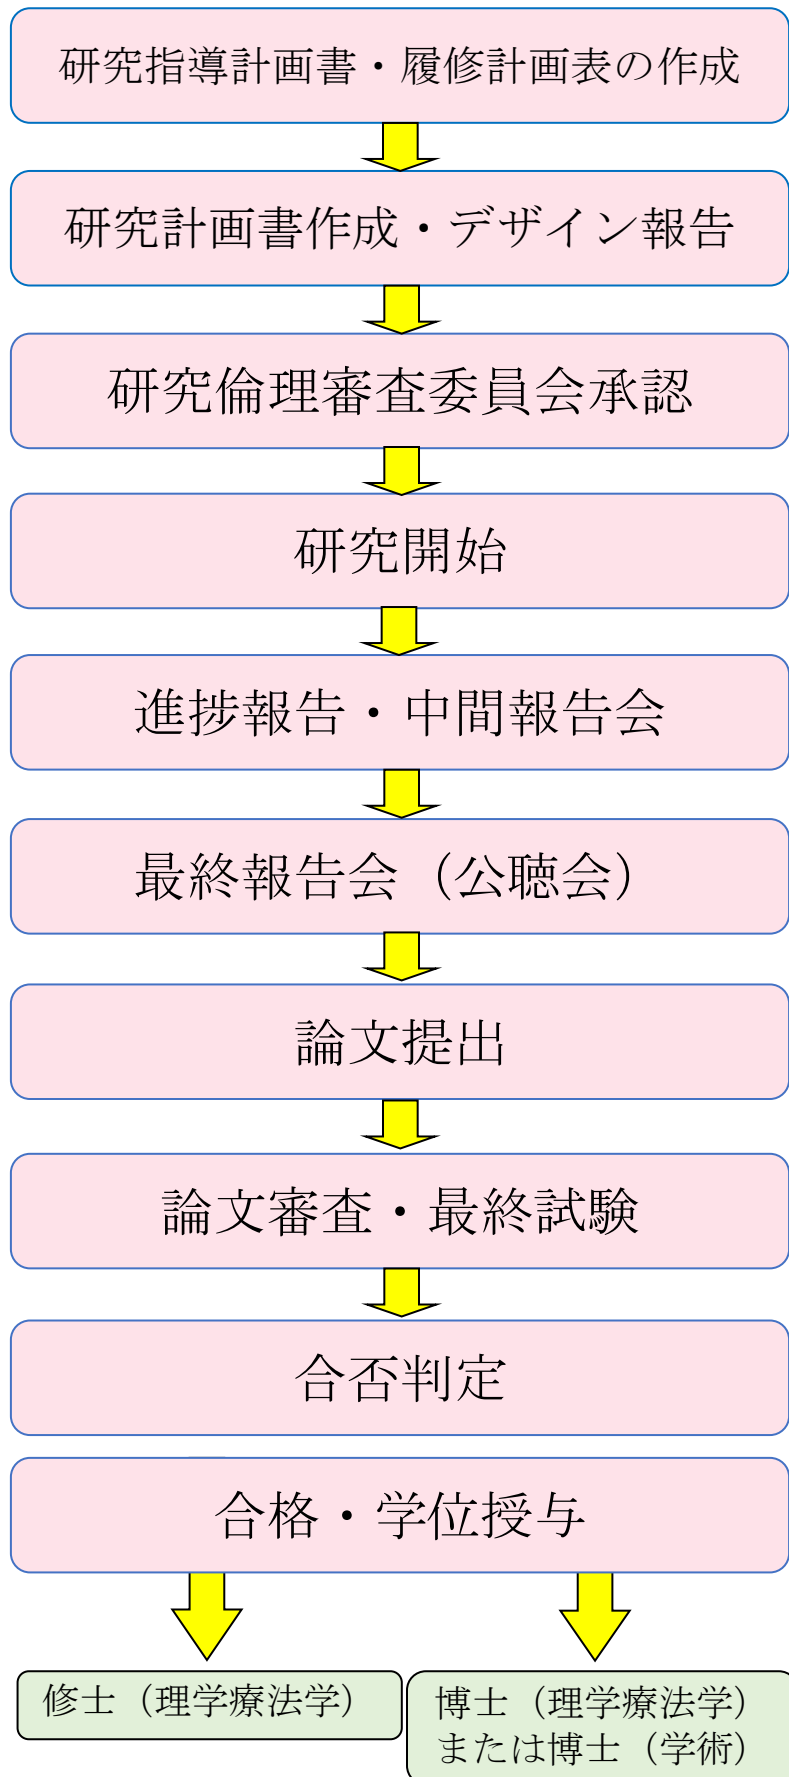 研究指導計画書・履修計画表の作成
研究計画書作成・デザイン報告
研究倫理審査委員会承認
研究開始
進捗報告・中間報告会
最終報告会（公聴会）
論文提出
論文審査・最終試験
合否判定
合格・学位授与
修士（理学療法学）
博士（理学療法学）
または博士（学術）